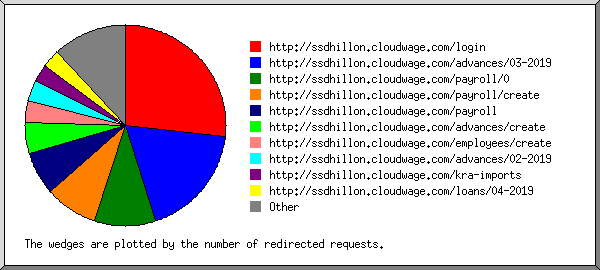 http://ssdhillon.cloudwage.com/login
http://ssdhillon.cloudwage.com/advances/03-2019
http://ssdhillon.cloudwage.com/payroll/0
http://ssdhillon.cloudwage.com/payroll/create
http://ssdhillon.cloudwage.com/payroll
http://ssdhillon.cloudwage.com/advances/create
http://ssdhillon.cloudwage.com/employees/create
http://ssdhillon.cloudwage.com/advances/02-2019
http://ssdhillon.cloudwage.com/kra-imports
http://ssdhillon.cloudwage.com/loans/04-2019
Other
The wedges are plotted by the number of redirected requests.